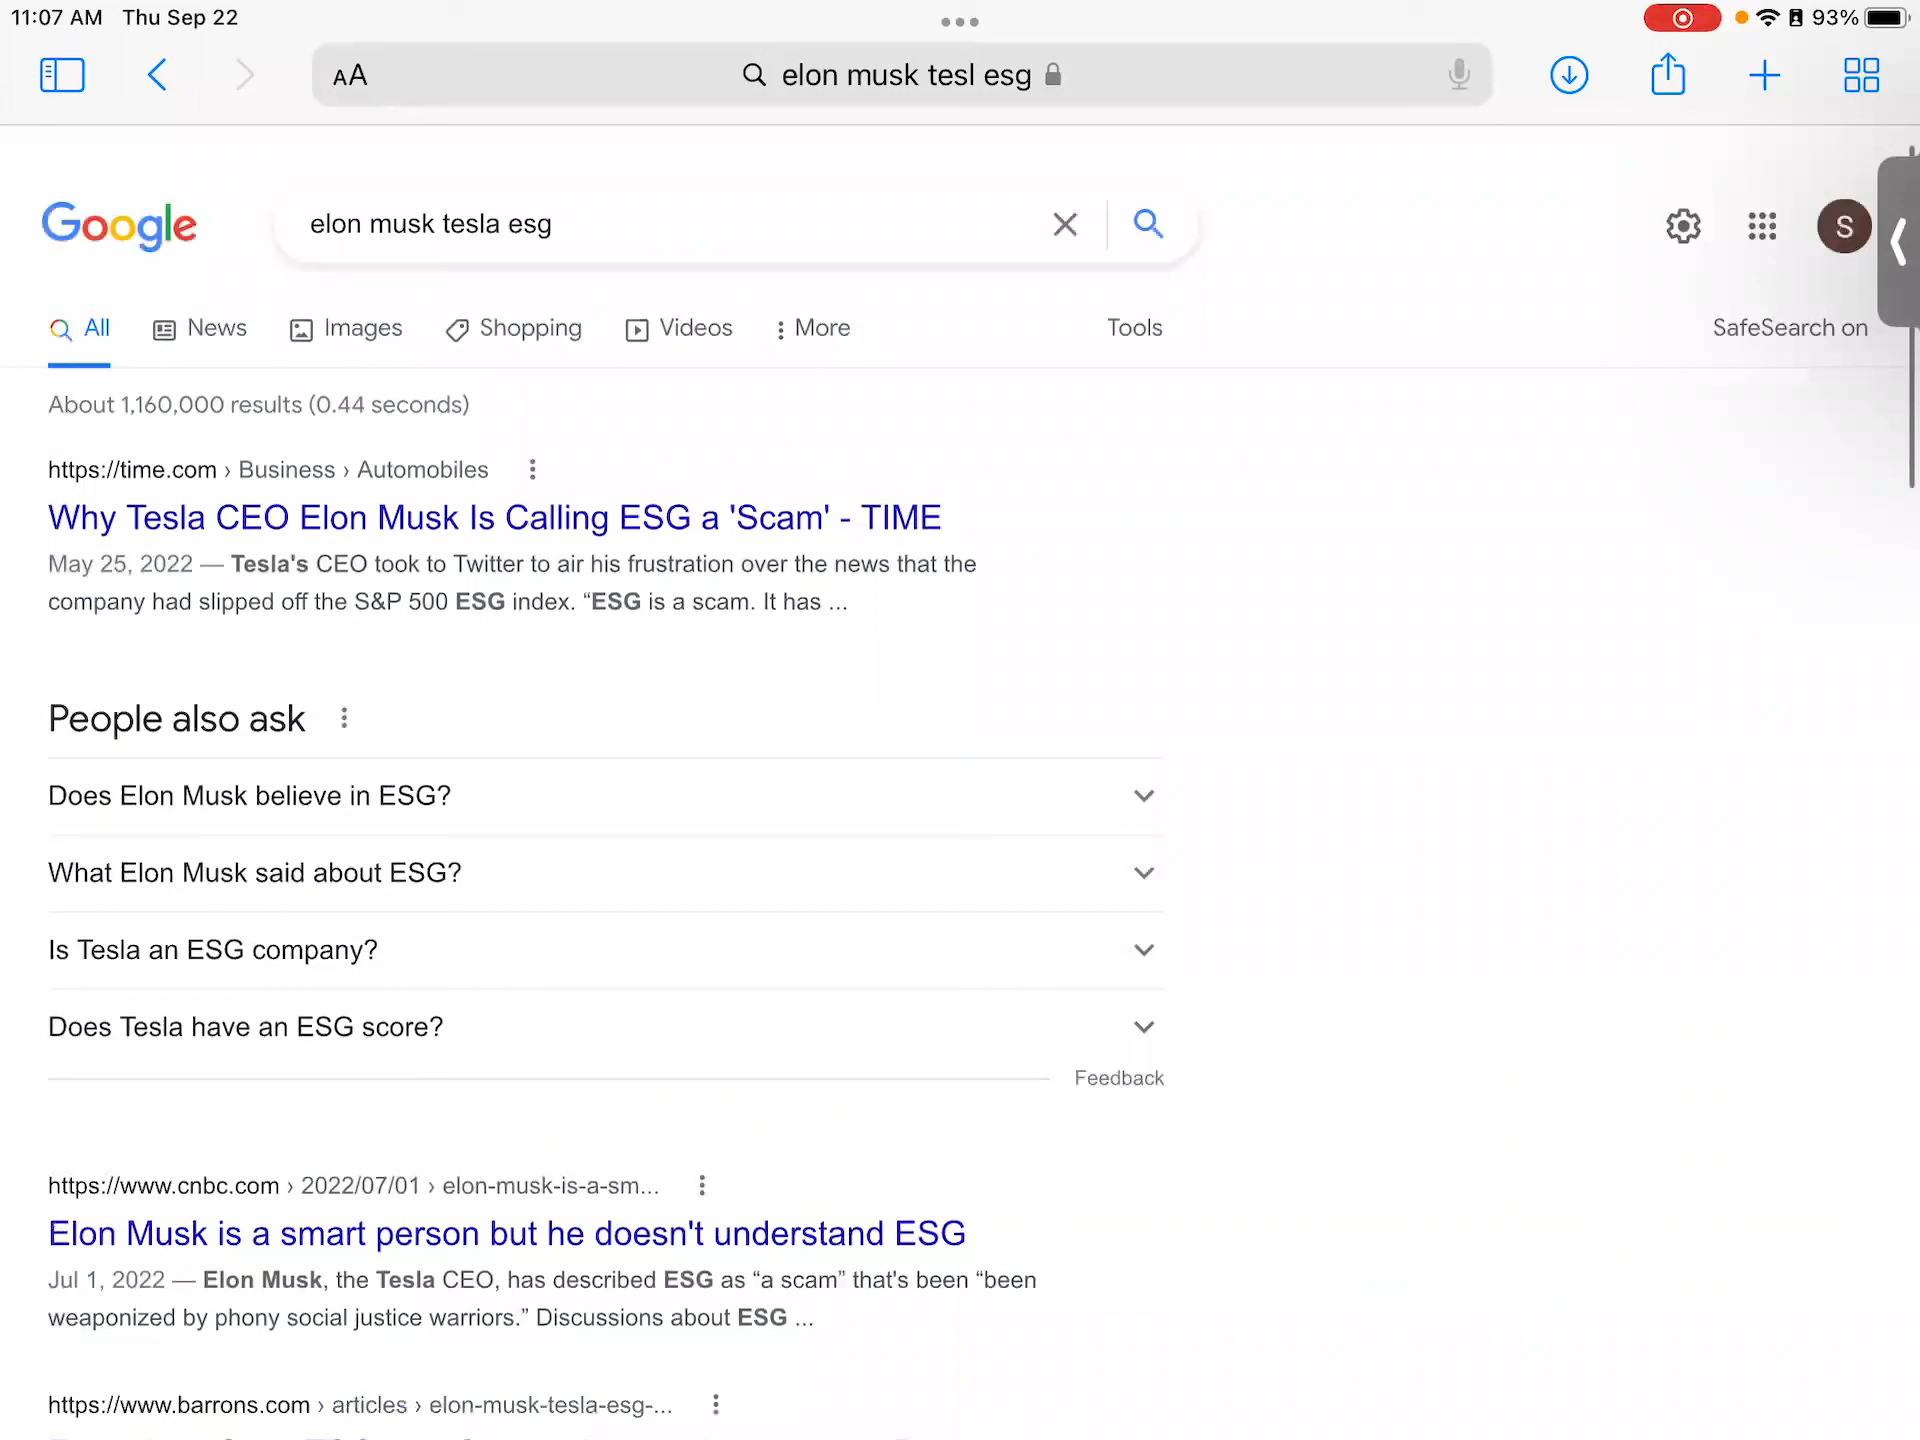 11:07 AM Thu Sep 22
93%
AA
elon musk tesl esg
Google
elon musk tesla esg
S
All
News
Images
Shopping
Videos
More
Tools
SafeSearch on
About 1,160,000 results (0.44 seconds)
https://time.com › Business › Automobiles
Why Tesla CEO Elon Musk Is Calling ESG a 'Scam' - TIME
May 25, 2022 — Tesla's CEO took to Twitter to air his frustration over the news that the
company had slipped off the S&P 500 ESG index. “ESG is a scam. It has ...
People also ask
Does Elon Musk believe in ESG?
What Elon Musk said about ESG?
Is Tesla an ESG company?
Does Tesla have an ESG score?
Feedback
https://www.cnbc.com › 2022/07/01 › elon-musk-is-a-sm...
Elon Musk is a smart person but he doesn't understand ESG
Jul 1, 2022 — Elon Musk, the Tesla CEO, has described ESG as “a scam” that's been “been
weaponized by phony social justice warriors.” Discussions about ESG ...
https://www.barrons.com › articles › elon-musk-tesla-esg-...